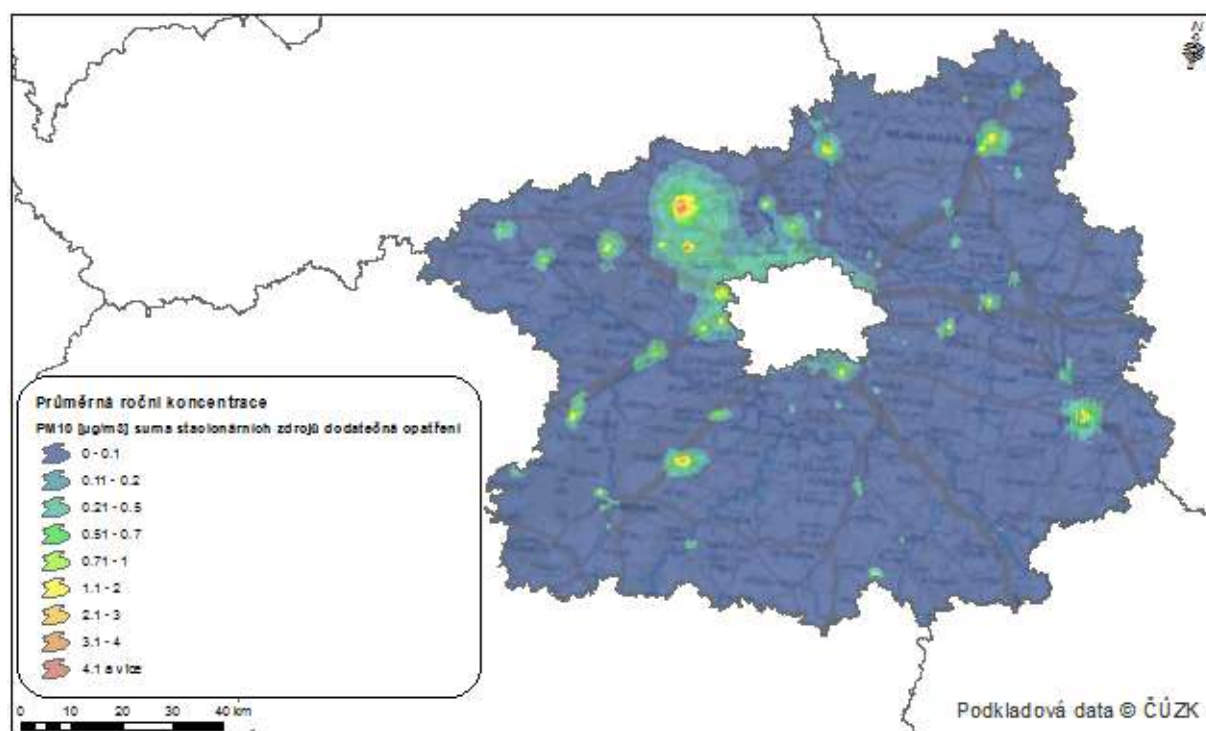 N
Průměrná roční koncentrace
PM10 [µg/m3] suma stacionárních zdrojů dodatečná opatření
0 - 0.1
0.11 - 0.2
0.21 - 0.5
0.51 - 0.7
0.71 - 1
1.1 - 2
2.1 - 3
3.1 - 4
4.1 a více
0 10 20 30 40 km
Podkladová data © ČÚZK